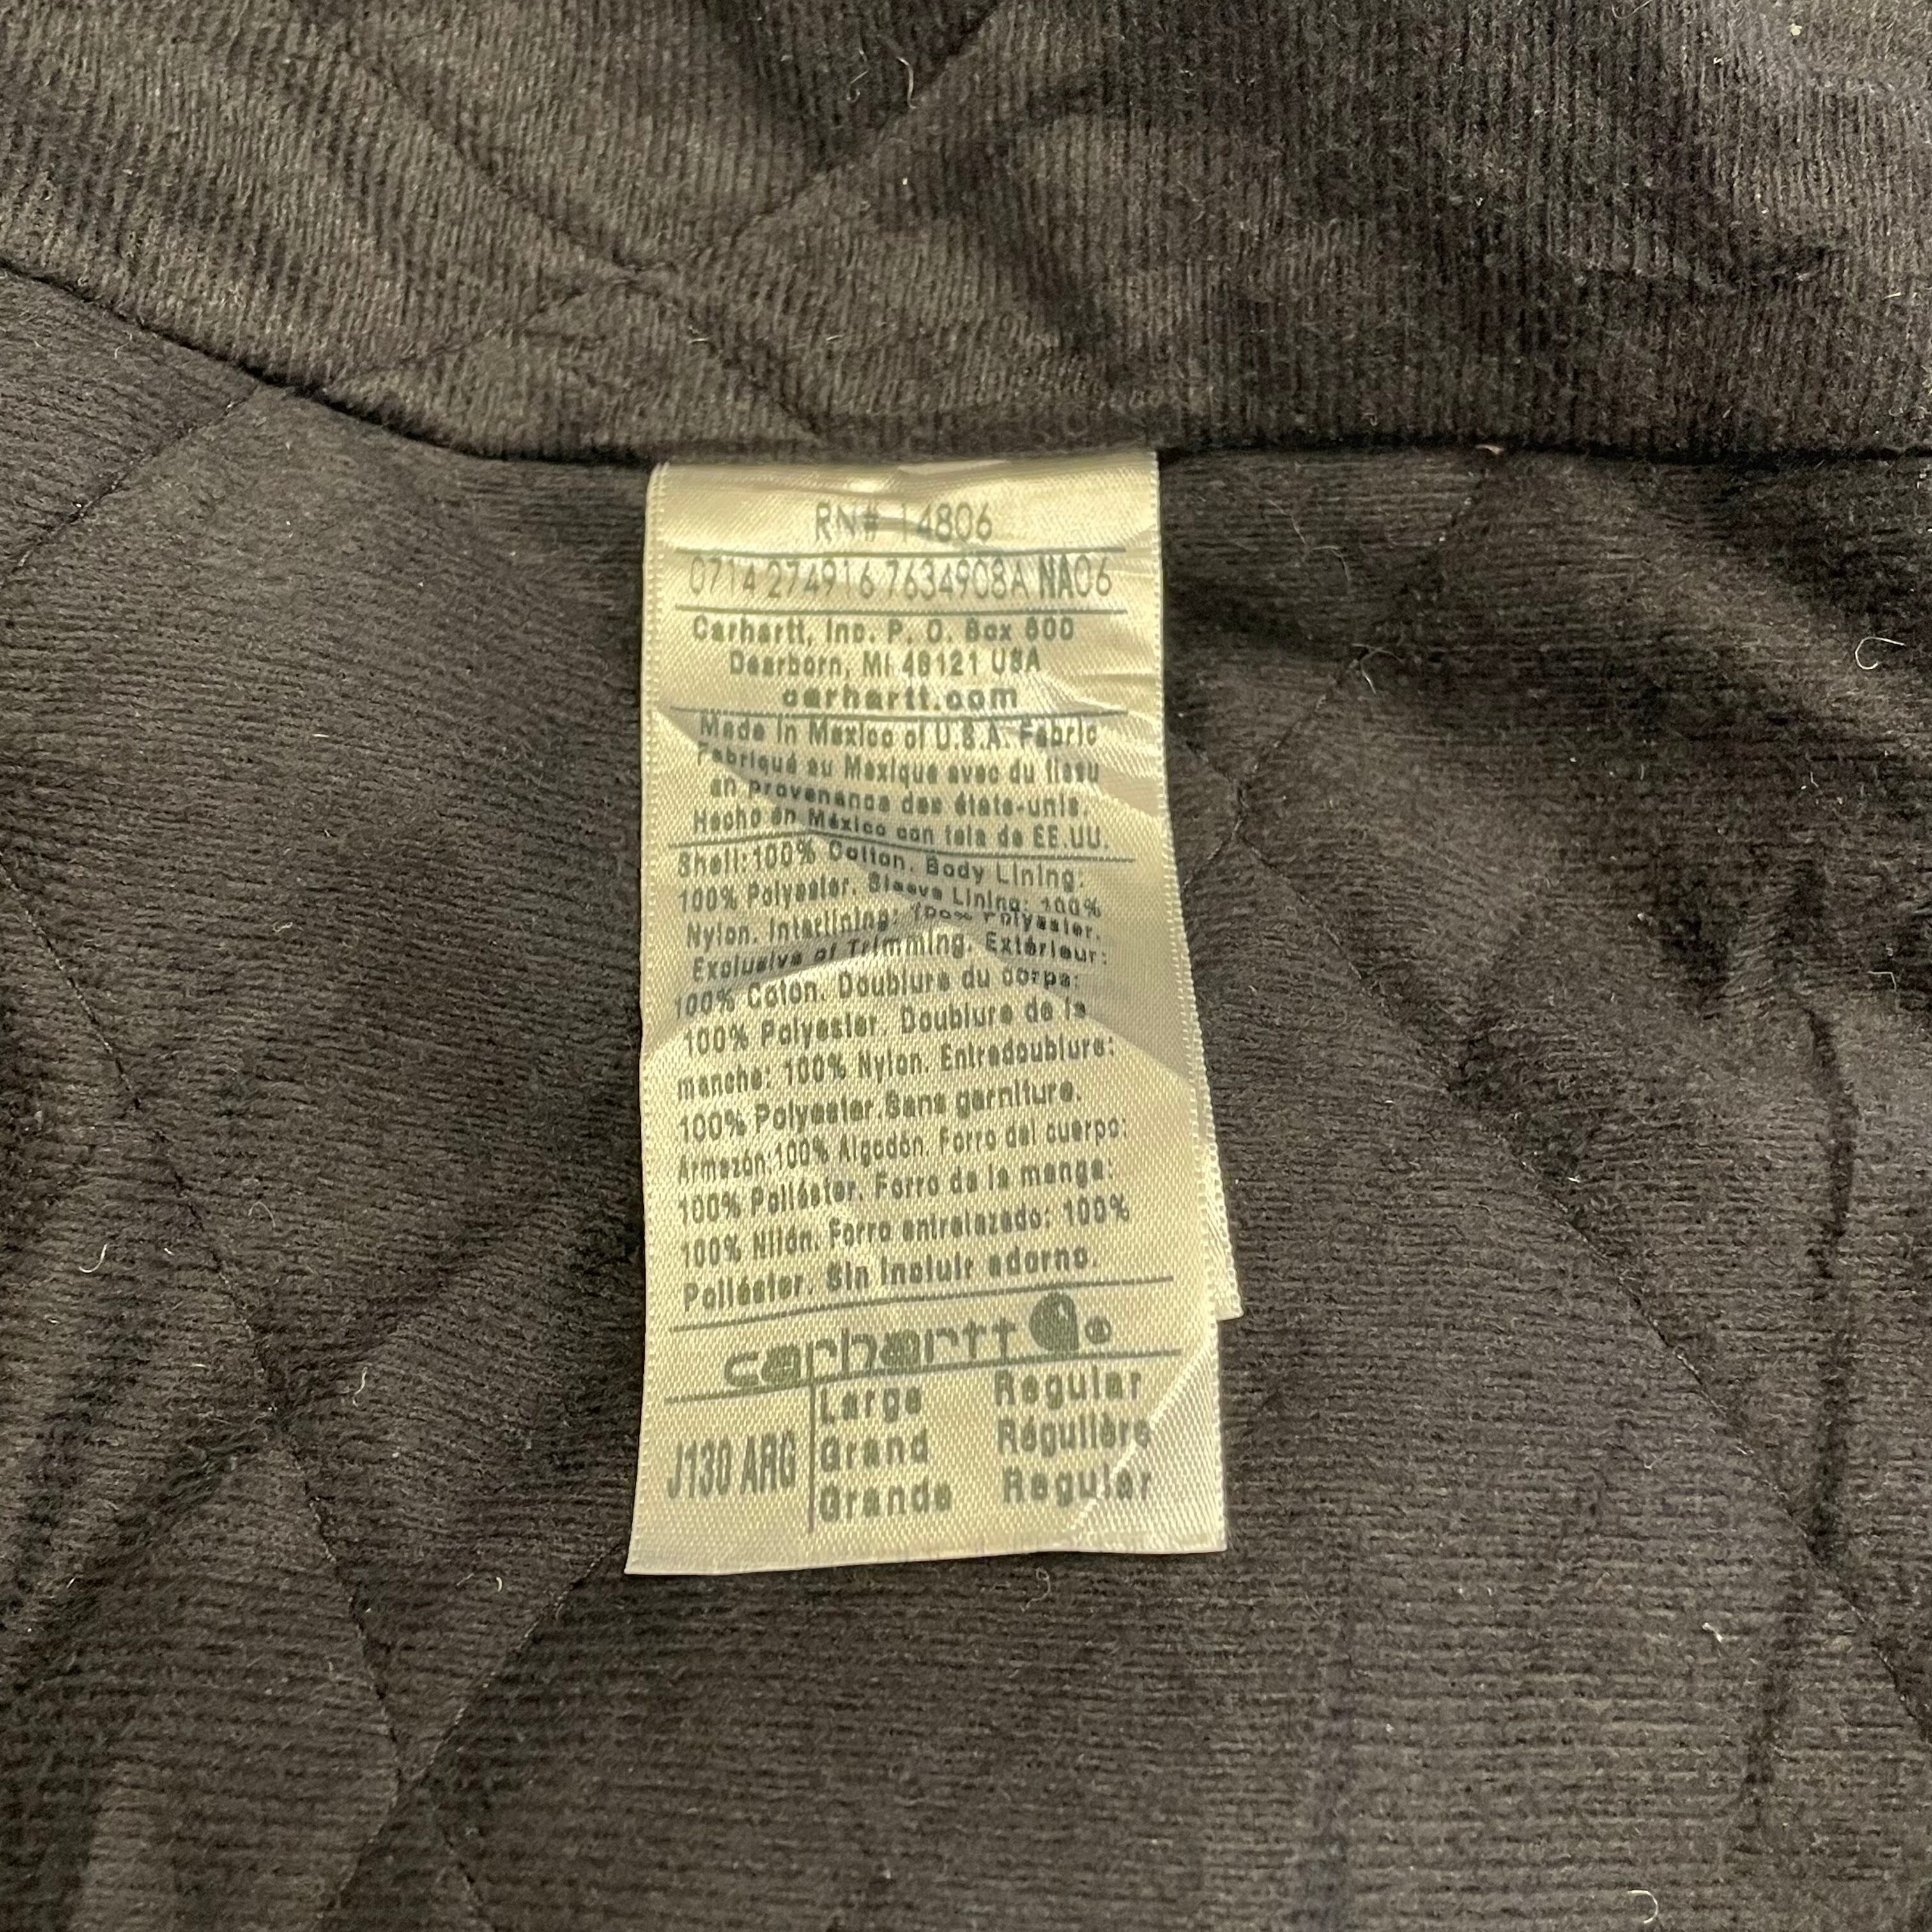 RN# 14806
0714 274916 7634908A NA06
Carhartt, Inc. P. O. Box 600
Dearborn, MI 48121 USA
carhartt.com
Made in Mexico of U.S.A. Fabric
Fabriqué au Mexique avec du tissu
en provenance des états-unis.
Hecho en México con tela de EE.UU.
Shell:100% Cotton. Body Lining:
100% Polyester. Sleeve Lining: 100%
Nylon. Interlining: 100% Polyester.
Exclusive of Trimming. Extérieur:
100% Coton. Doublure du corps:
100% Polyester. Doublure de la
manche: 100% Nylon. Entredoublure:
100% Polyester.Sans garniture.
Armazón:100% Algodón. Forro del cuerpo:
100% Poliéster. Forro de la manga:
100% Nilón. Forro entrelazado: 100%
Poliéster. Sin incluir adorno.
carhartt ®
J130 ARG
Large Regular
Grand Régulière
Grande Regular